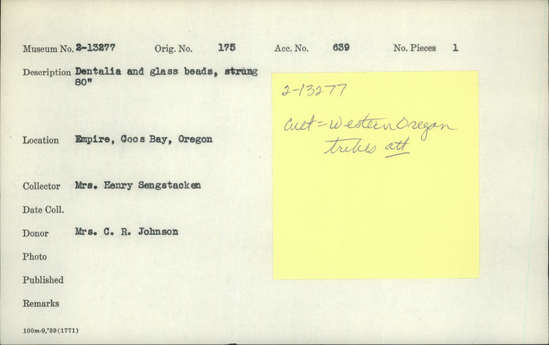 Museum No. 2-13277 Orig. No. 175 Acc. No. 639 No. Pieces 1
Description Dentalia and glass beads, strung
80"
2-13277
Cult = Western Oregon
tribes att
Location Empire, Coos Bay, Oregon
Collector Mrs. Henry Sengstacken
Date Coll.
Donor Mrs. C. R. Johnson
Photo
Published
Remarks
100m-9,'39(1771)